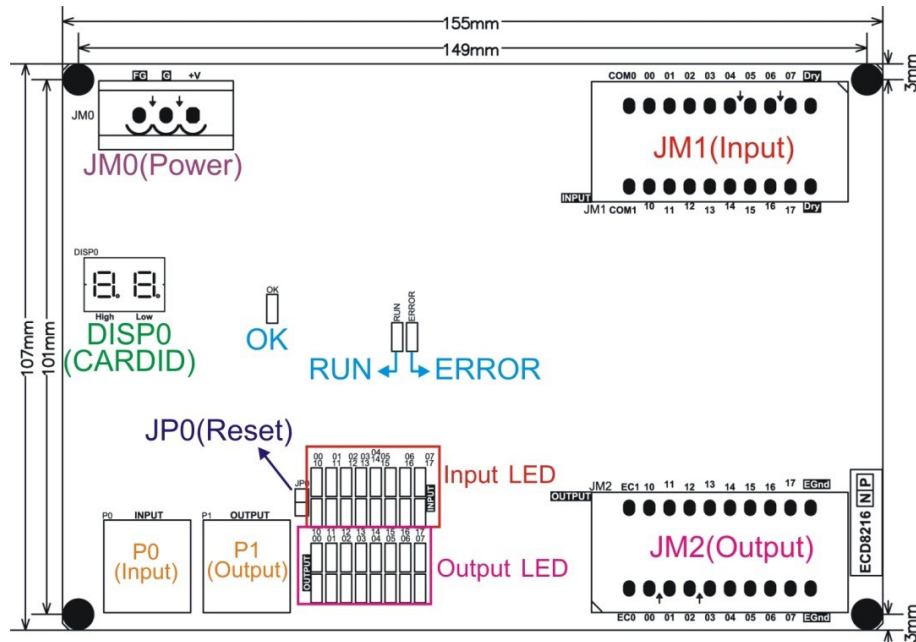 155mm
149mm
3mm
107mm
101mm
FG G +V
JM0
JM0(Power)
COM0 00 01 02 03 04 05 06 07 Dry
JM1(Input)
INPUT
JM1 COM1 10 11 12 13 14 15 16 17 Dry
DISP0
8. 8.
High Low
DISP0
(CARDID)
OK
OK
RUN
ERROR
RUN
ERROR
JP0(Reset)
JP0
00 01 02 03 04 05 06 07
10 11 12 13 14 15 16 17
INPUT
Input LED
10 11 12 13 14 15 16 17
00 01 02 03 04 05 06 07
OUTPUT
Output LED
P0 INPUT
P0
(Input)
P1 OUTPUT
P1
(Output)
JM2 EC1 10 11 12 13 14 15 16 17 EGnd
OUTPUT
JM2(Output)
EC0 00 01 02 03 04 05 06 07 EGnd
ECD8216 N P
3mm